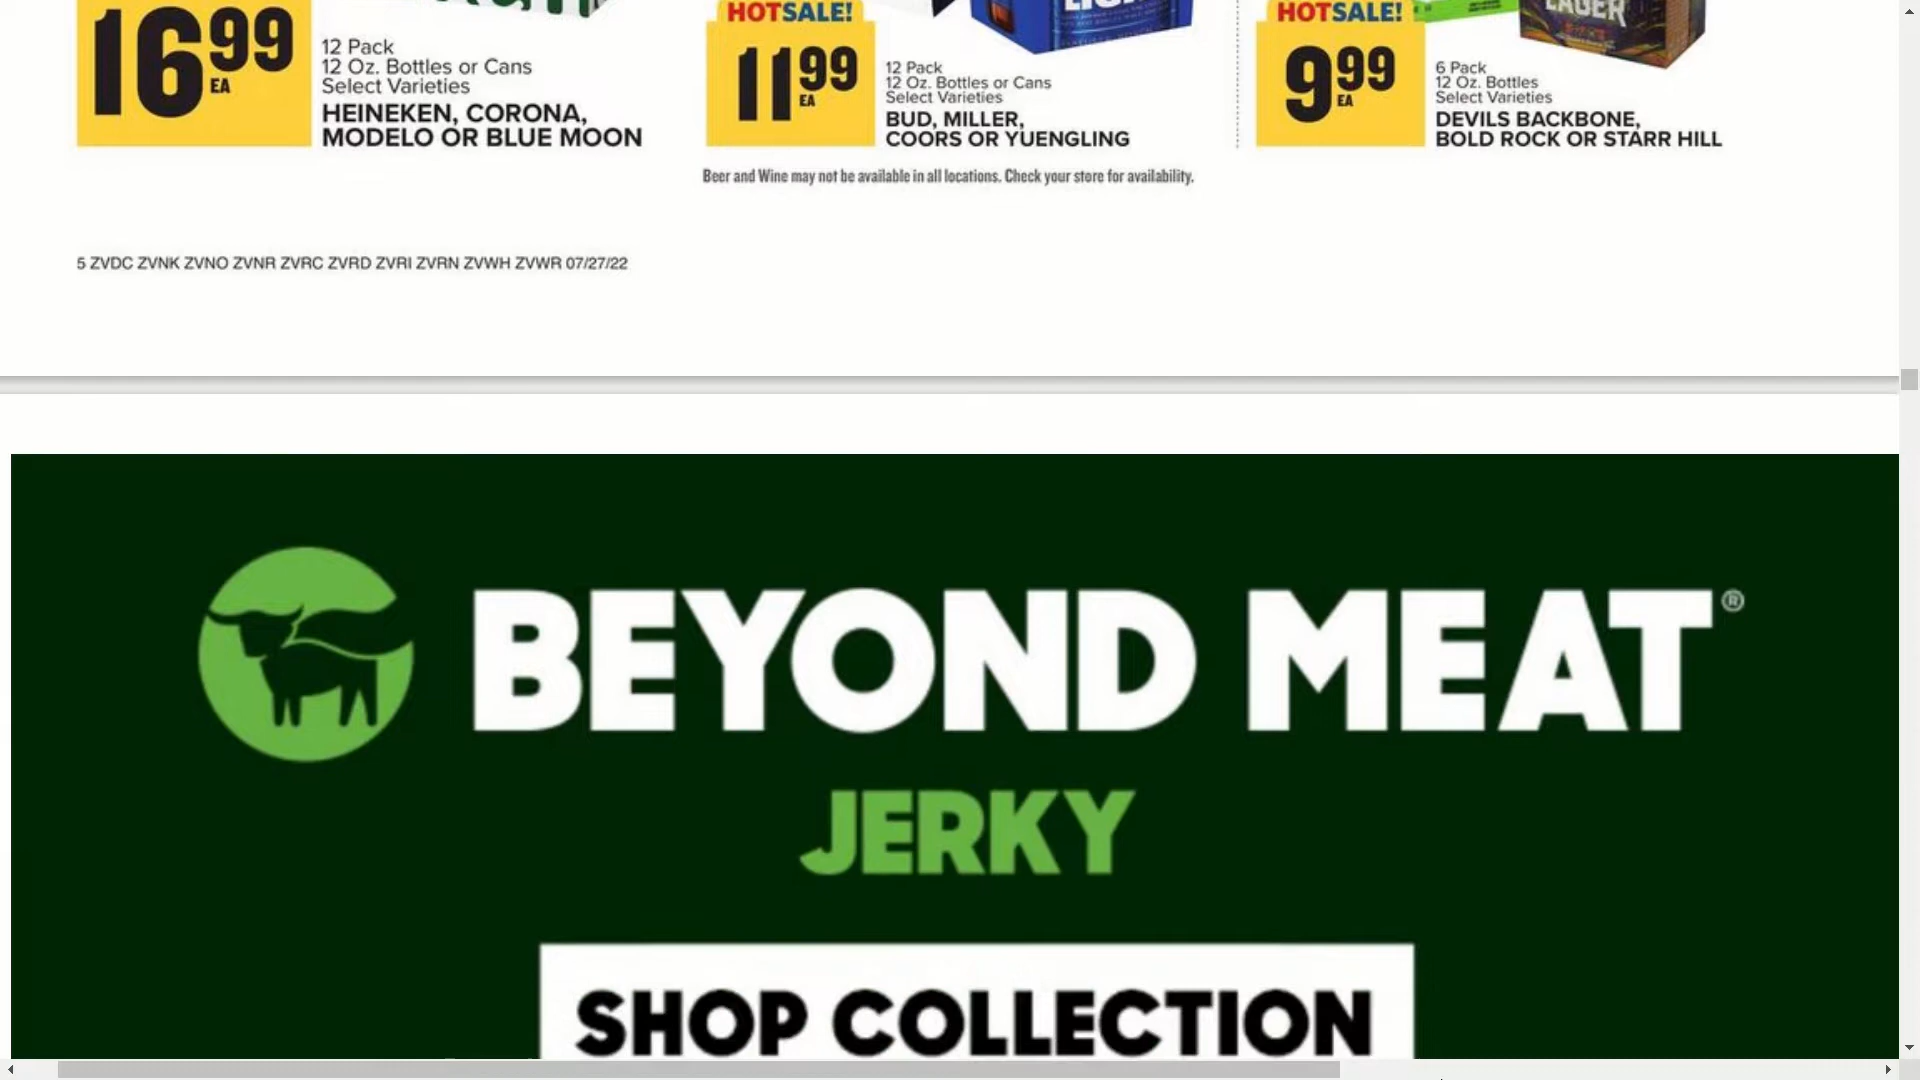 16 99 EA
12 Pack
12 Oz. Bottles or Cans
Select Varieties
HEINEKEN, CORONA,
MODELO OR BLUE MOON
HOTSALE!
11 99 EA
12 Pack
12 Oz. Bottles or Cans
Select Varieties
BUD, MILLER,
COORS OR YUENGLING
HOTSALE!
9 99 EA
LAGER
6 Pack
12 Oz. Bottles
Select Varieties
DEVILS BACKBONE,
BOLD ROCK OR STARR HILL
Beer and Wine may not be available in all locations. Check your store for availability.
5 ZVDC ZVNK ZVNO ZVNR ZVRC ZVRD ZVRI ZVRN ZVWH ZVWR 07/27/22
BEYOND MEAT®
JERKY
SHOP COLLECTION